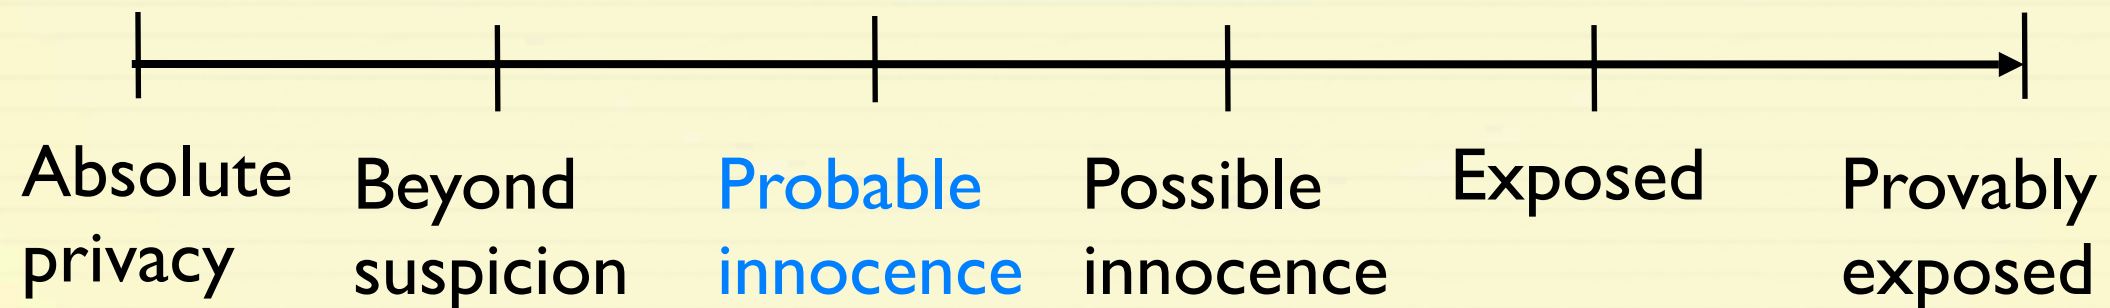 Absolute
privacy
Beyond
suspicion
Probable
innocence
Possible
innocence
Exposed
Provably
exposed